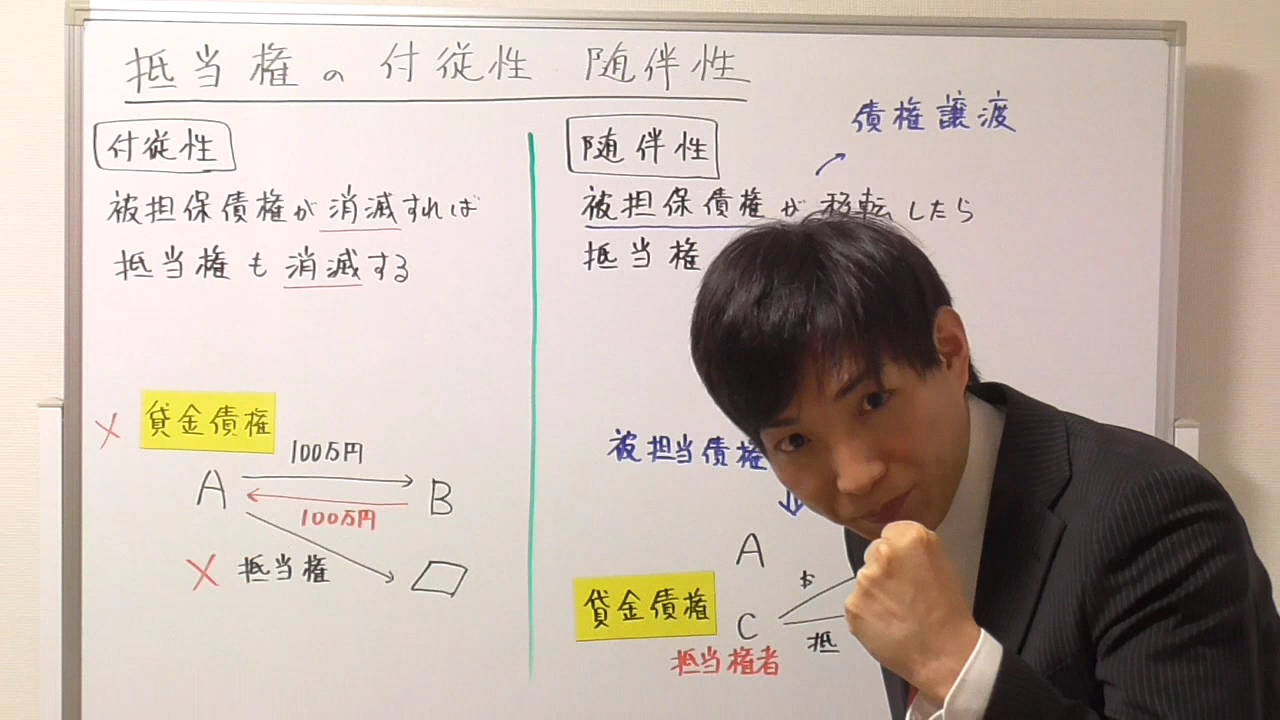 抵当権の付従性 随伴性
付従性
被担保債権が消滅すれば
抵当権も消滅する
貸金債権
A
100万円
100万円
B
抵当権
債権譲渡
随伴性
被担保債権が移転したら
抵当権
被担当債権
A
貸金債権
C
抵
抵当権者